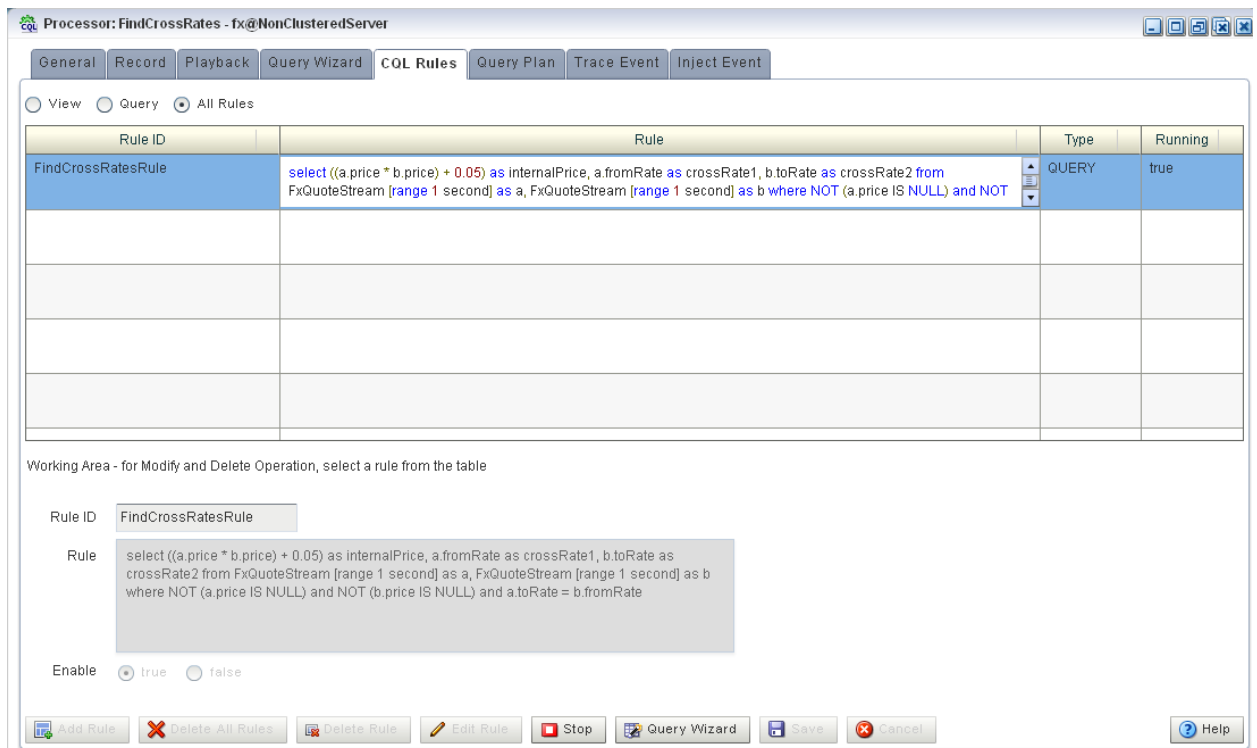 CQL Processor: FindCrossRates - fx@NonClusteredServer
General Record Playback Query Wizard CQL Rules Query Plan Trace Event Inject Event
View Query All Rules
Rule ID Rule Type Running
FindCrossRatesRule select ((a.price * b.price) + 0.05) as internalPrice, a.fromRate as crossRate1, b.toRate as crossRate2 from QUERY true
FxQuoteStream [range 1 second] as a, FxQuoteStream [range 1 second] as b where NOT (a.price IS NULL) and NOT
Working Area - for Modify and Delete Operation, select a rule from the table
Rule ID FindCrossRatesRule
Rule select ((a.price * b.price) + 0.05) as internalPrice, a.fromRate as crossRate1, b.toRate as
crossRate2 from FxQuoteStream [range 1 second] as a, FxQuoteStream [range 1 second] as b
where NOT (a.price IS NULL) and NOT (b.price IS NULL) and a.toRate = b.fromRate
Enable true false
Add Rule Delete All Rules Delete Rule Edit Rule Stop Query Wizard Save Cancel Help